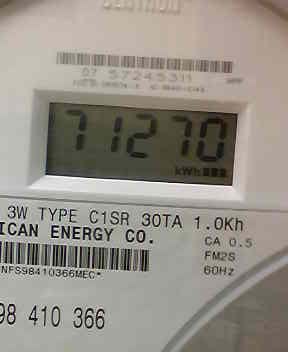 CENTRON
07 57245311
71270
kWh
3W TYPE C1SR 30TA 1.0Kh
ICAN ENERGY CO.
CA 0.5
FM2S
60Hz
NFS98410366MEC*
98 410 366